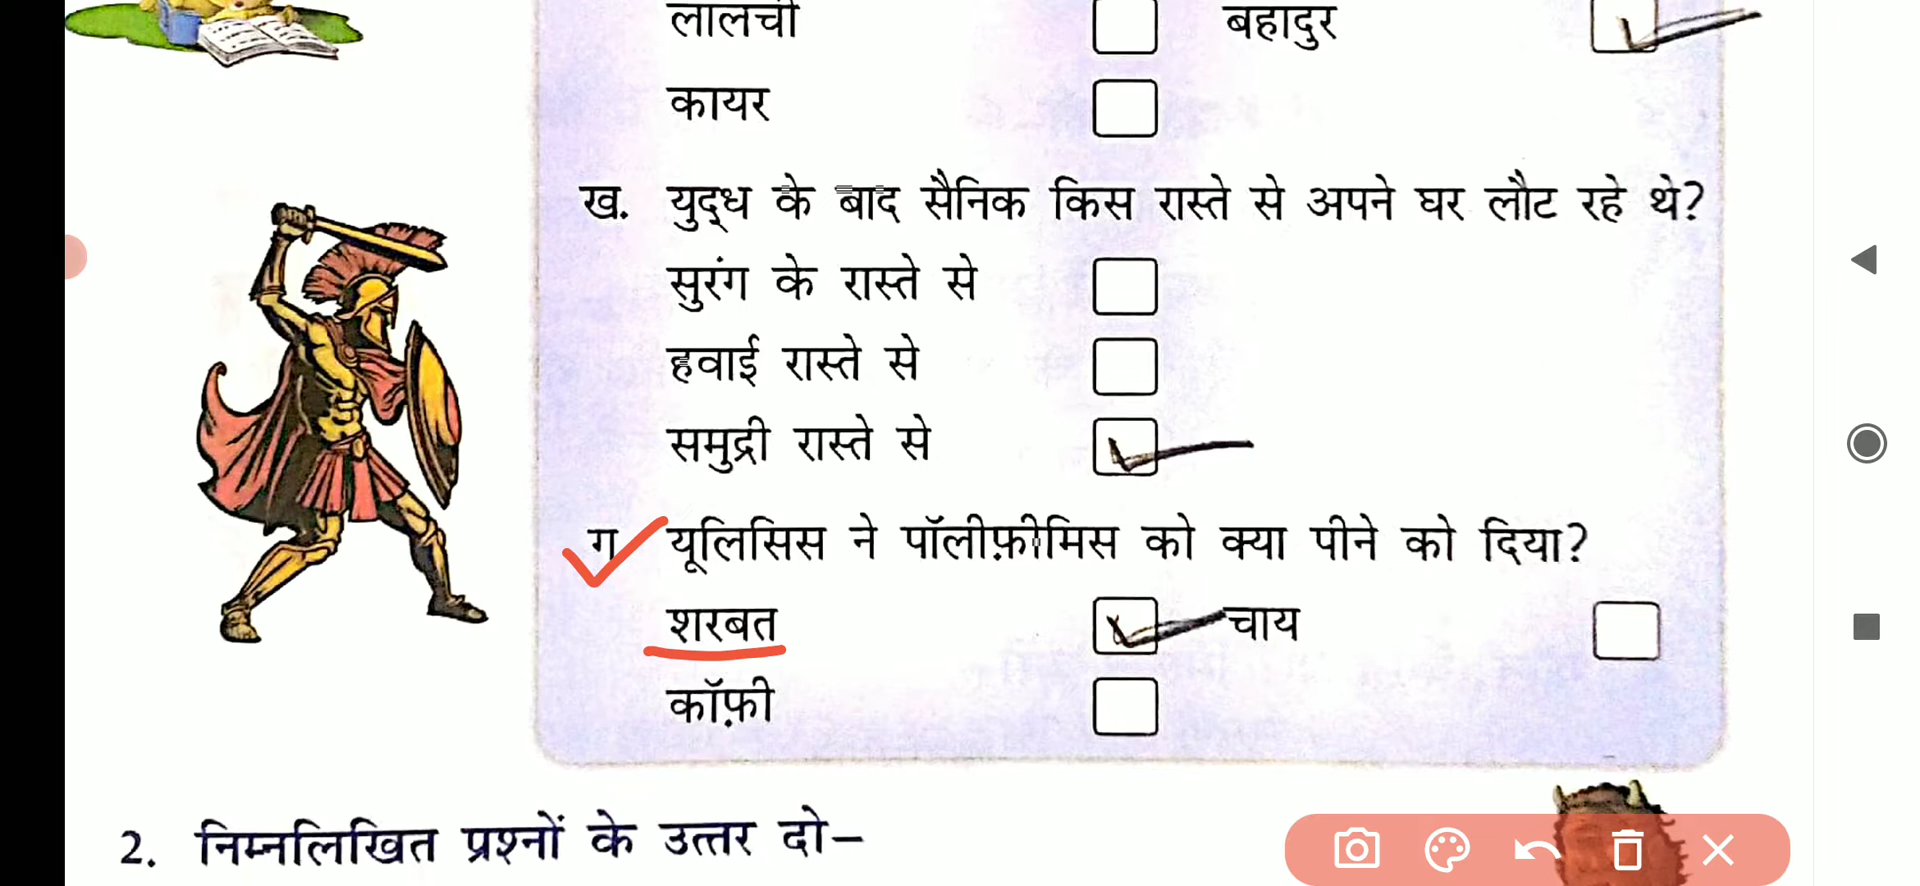 लालची बहादुर
कायर
ख. युद्ध के बाद सैनिक किस रास्ते से अपने घर लौट रहे थे?
सुरंग के रास्ते से
हवाई रास्ते से
समुद्री रास्ते से
ग यूलिसिस ने पॉलीफ़ीमिस को क्या पीने को दिया?
शरबत चाय
कॉफ़ी
2. निम्नलिखित प्रश्नों के उत्तर दो–